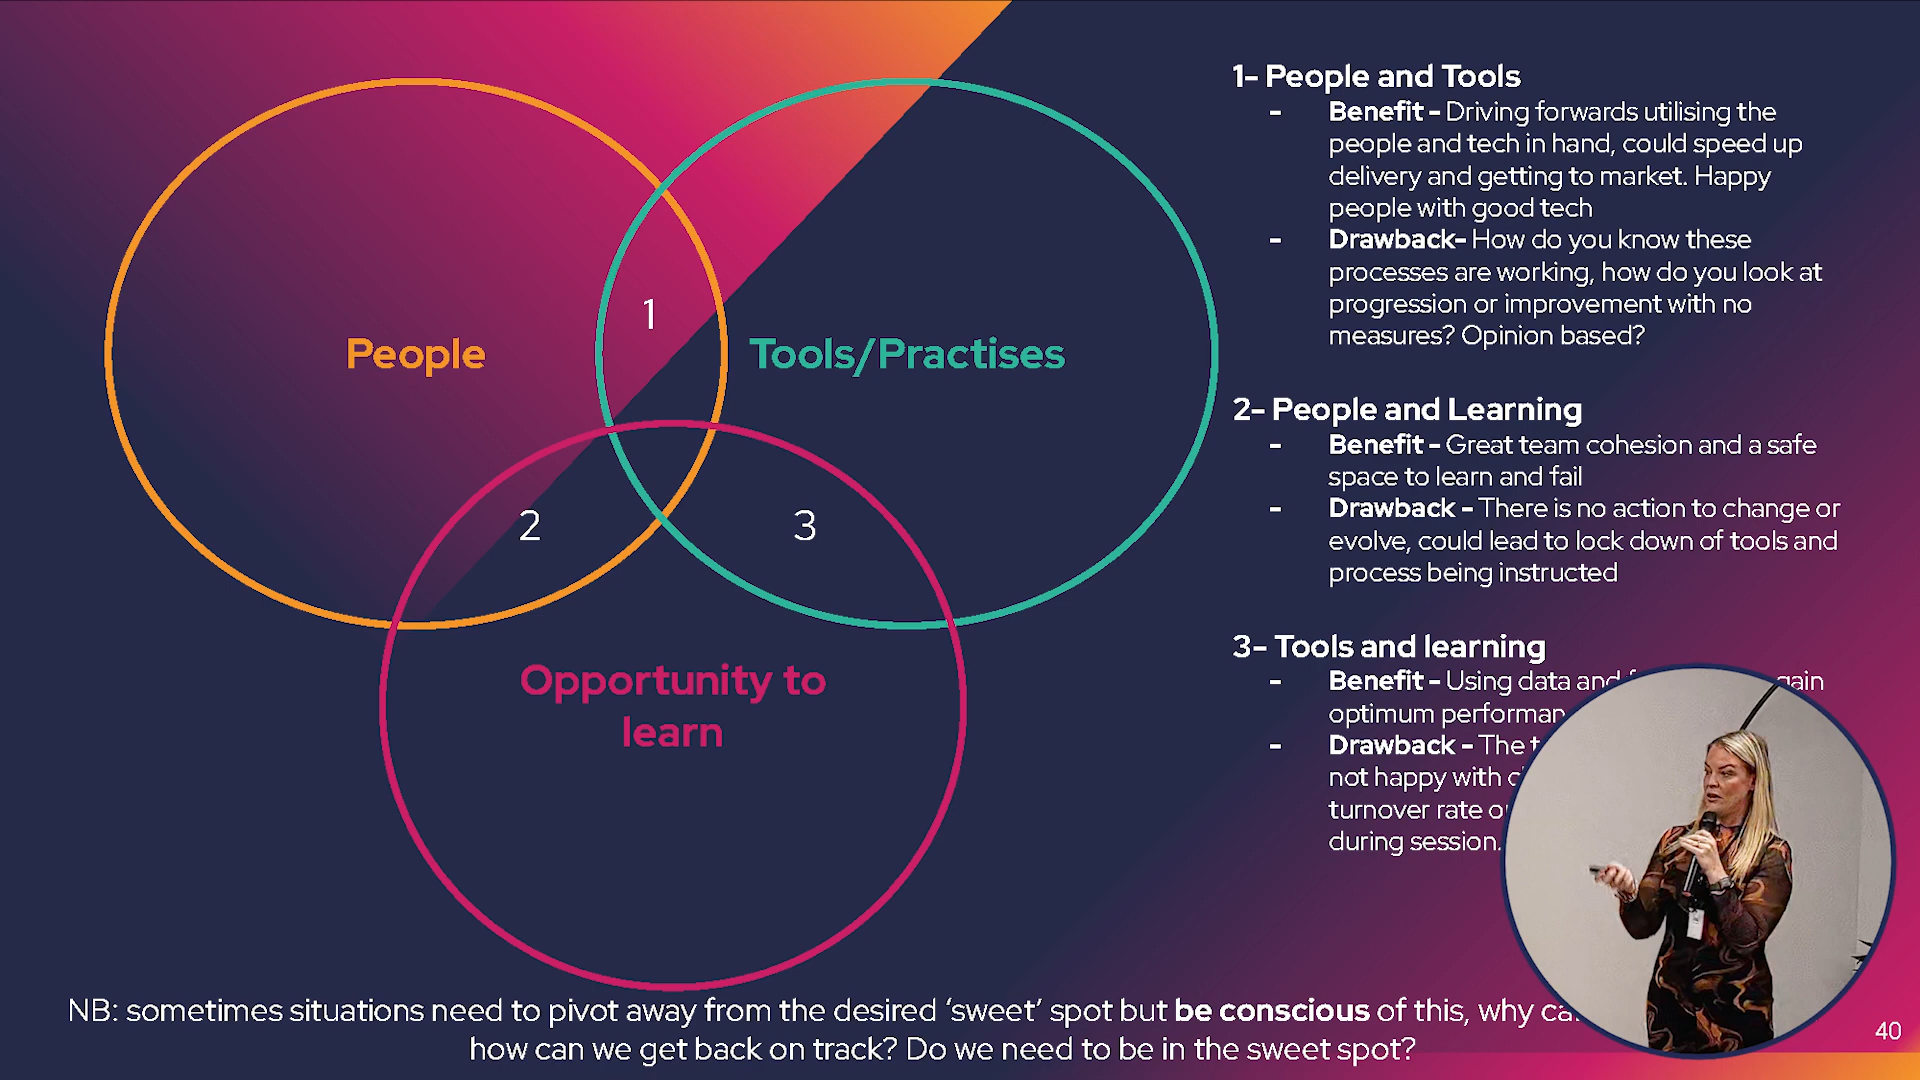 People
Tools/Practises
Opportunity to
learn
1
2
3
1- People and Tools
- Benefit - Driving forwards utilising the
people and tech in hand, could speed up
delivery and getting to market. Happy
people with good tech
- Drawback- How do you know these
processes are working, how do you look at
progression or improvement with no
measures? Opinion based?
2- People and Learning
- Benefit - Great team cohesion and a safe
space to learn and fail
- Drawback - There is no action to change or
evolve, could lead to lock down of tools and
process being instructed
3- Tools and learning
- Benefit - Using data and
optimum
- Drawback - The
not happy with
turnover rate
during session.
NB: sometimes situations need to pivot away from the desired ‘sweet’ spot but be conscious of this, why
how can we get back on track? Do we need to be in the sweet spot?
40